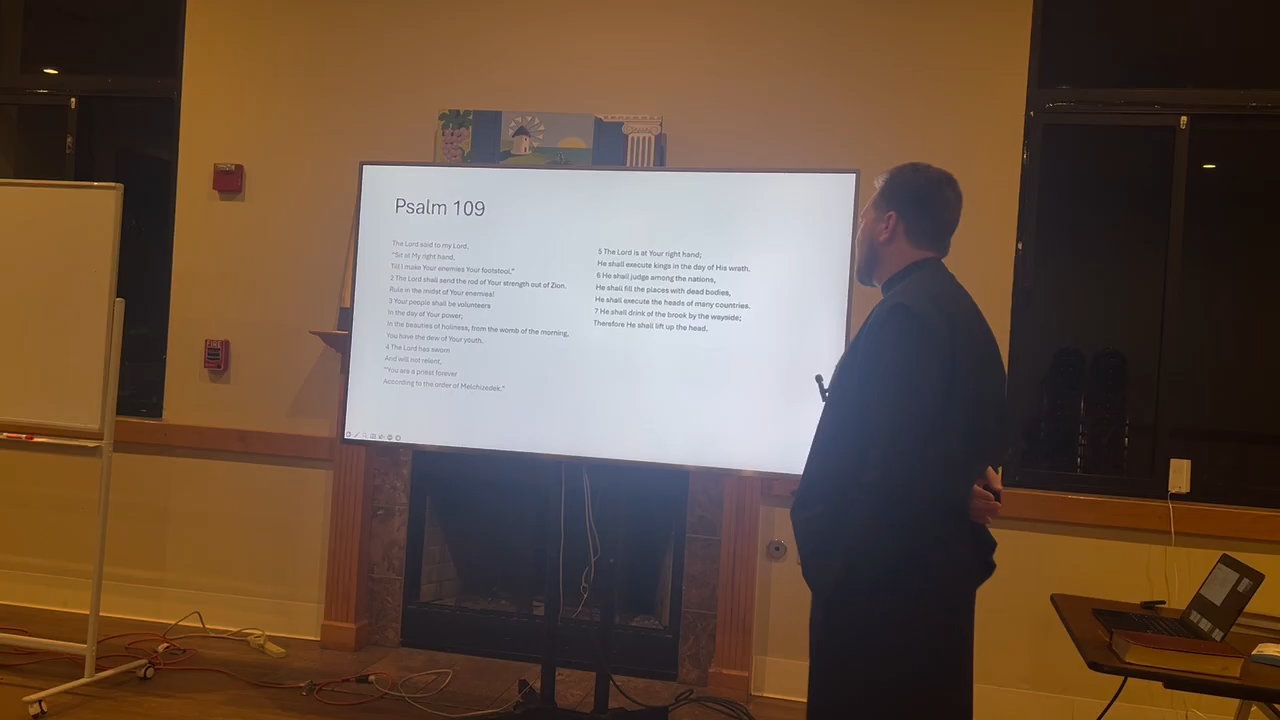 Psalm 109
The Lord said to my Lord,
"Sit at My right hand,
Till I make Your enemies Your footstool."
2 The Lord shall send the rod of Your strength out of Zion.
Rule in the midst of Your enemies!
3 Your people shall be volunteers
In the day of Your power;
In the beauties of holiness, from the womb of the morning,
You have the dew of Your youth.
4 The Lord has sworn
And will not relent,
"You are a priest forever
According to the order of Melchizedek."
5 The Lord is at Your right hand;
He shall execute kings in the day of His wrath.
6 He shall judge among the nations,
He shall fill the places with dead bodies,
He shall execute the heads of many countries.
7 He shall drink of the brook by the wayside;
Therefore He shall lift up the head.
FIRE